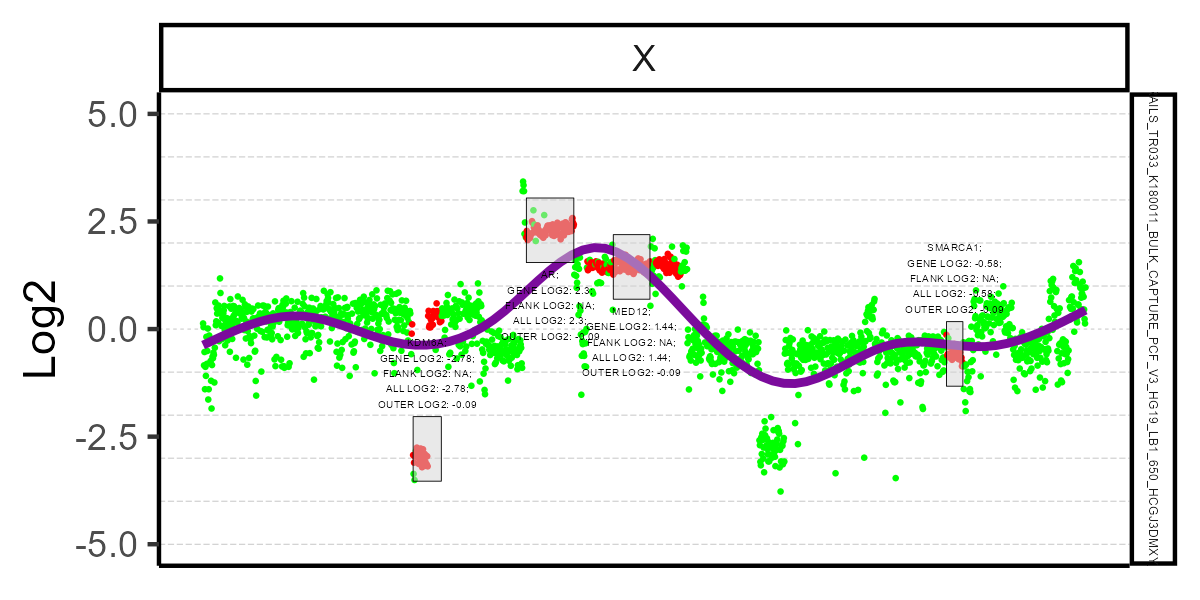 X
5.0
2.5
0.0
-2.5
-5.0
Log2
SMARCA1;
GENE LOG2: -0.58;
FLANK LOG2: NA;
ALL LOG2: -0.58;
OUTER LOG2: -0.09
AR;
GENE LOG2: 2.3;
FLANK LOG2: NA;
ALL LOG2: 2.3;
OUTER LOG2: -0.09
MED12;
GENE LOG2: 1.44;
FLANK LOG2: NA;
ALL LOG2: 1.44;
OUTER LOG2: -0.09
KDM6A;
GENE LOG2: -2.78;
FLANK LOG2: NA;
ALL LOG2: -2.78;
OUTER LOG2: -0.09
AILS_TR033_K180011_BULK_CAPTURE_PCF_V3_HG19_LB1_650_HCGJ3DMXY